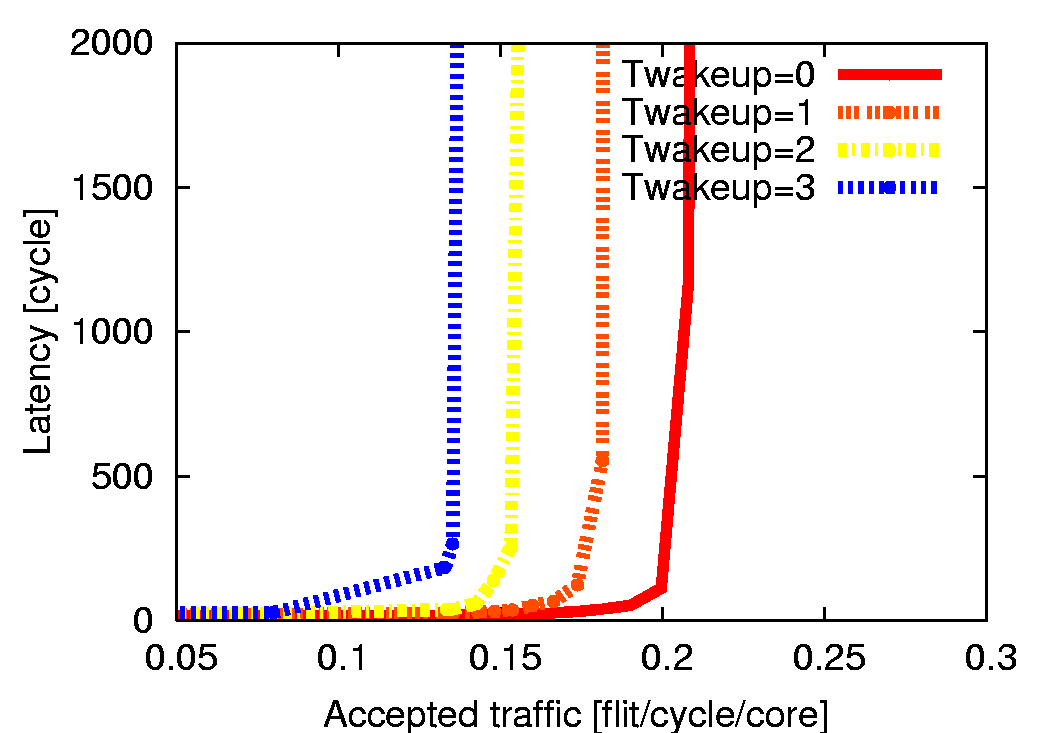 2000
1500
1000
500
0
Latency [cycle]
Twakeup=0
Twakeup=1
Twakeup=2
Twakeup=3
0.05 0.1 0.15 0.2 0.25 0.3
Accepted traffic [flit/cycle/core]